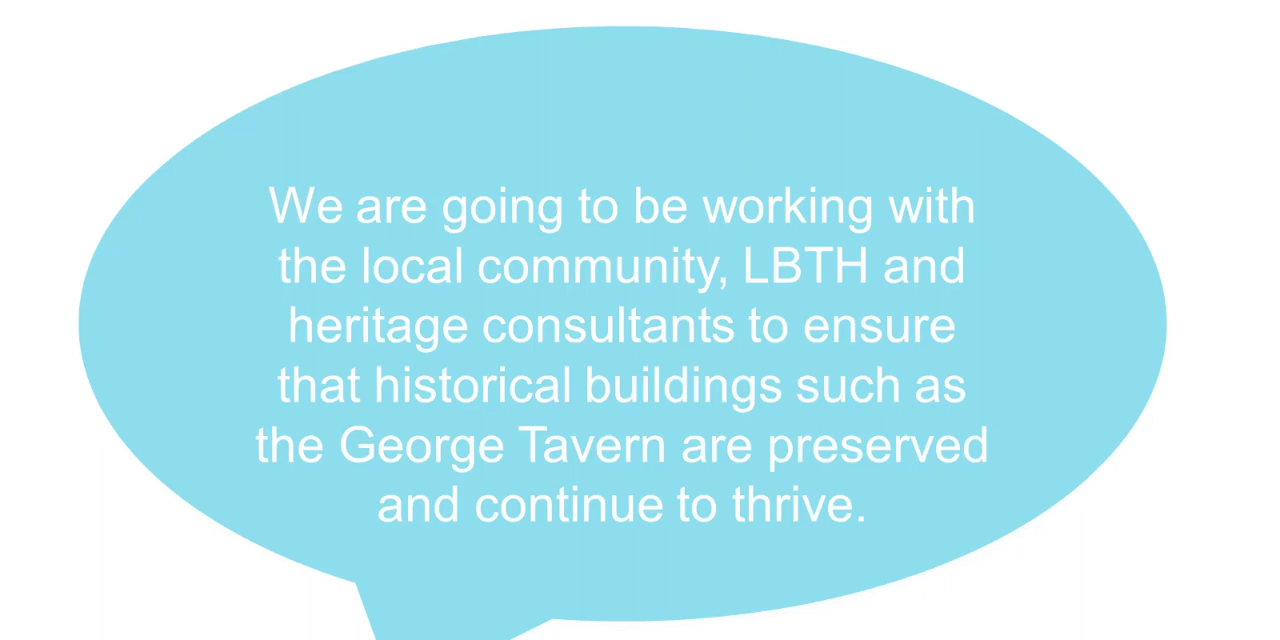 We are going to be working with
the local community, LBTH and
heritage consultants to ensure
that historical buildings such as
the George Tavern are preserved
and continue to thrive.